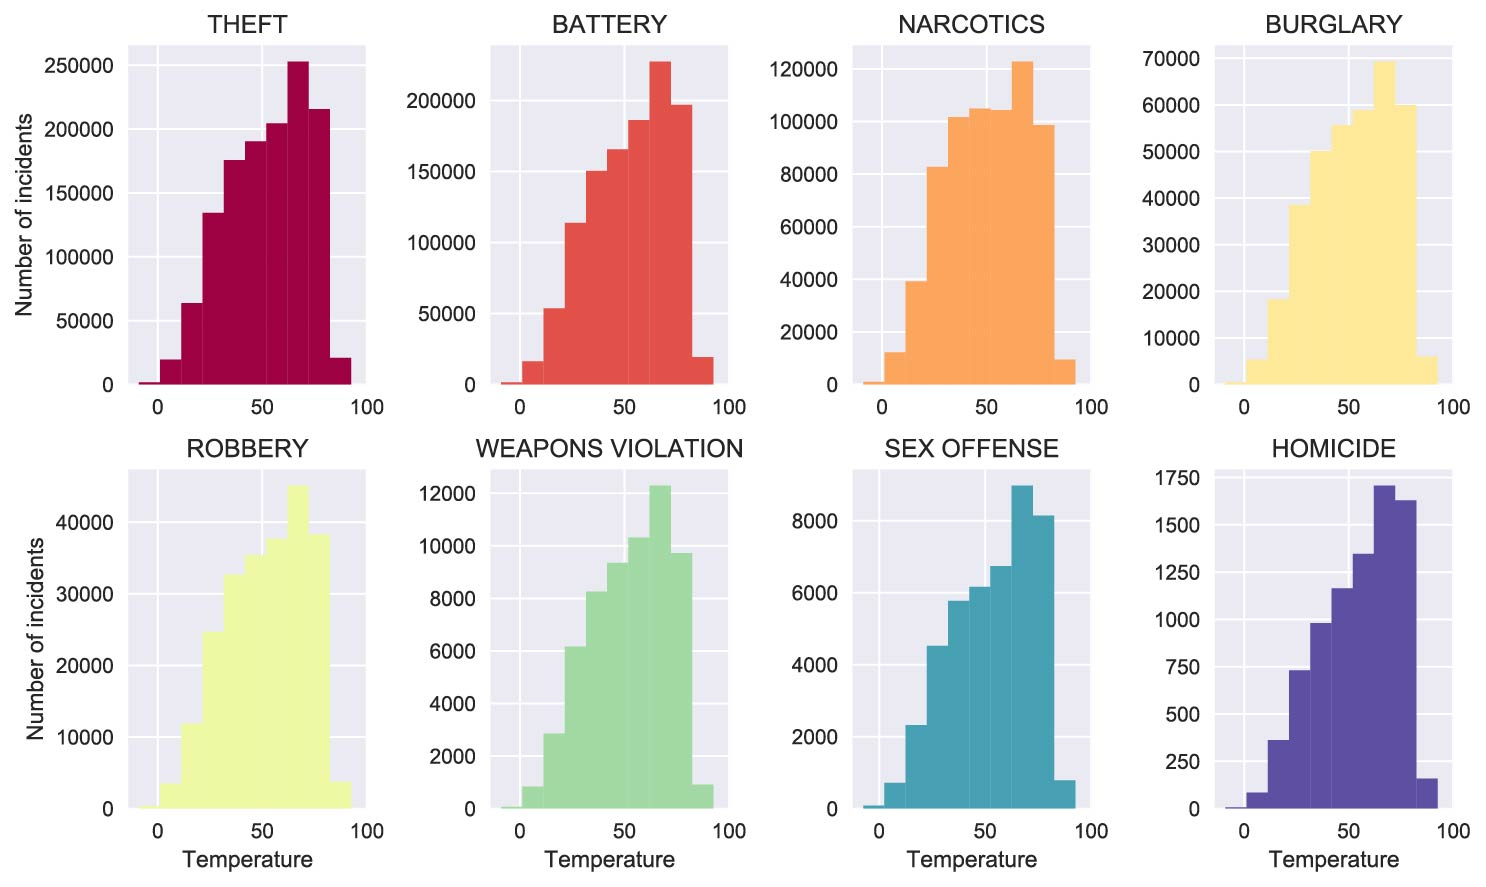 THEFT
BATTERY
NARCOTICS
BURGLARY
Number of incidents
250000
200000
150000
100000
50000
0
0 50 100
200000
150000
100000
50000
0
0 50 100
120000
100000
80000
60000
40000
20000
0
0 50 100
70000
60000
50000
40000
30000
20000
10000
0
0 50 100
ROBBERY
WEAPONS VIOLATION
SEX OFFENSE
HOMICIDE
Number of incidents
40000
30000
20000
10000
0
0 50 100
Temperature
12000
10000
8000
6000
4000
2000
0
0 50 100
Temperature
8000
6000
4000
2000
0
0 50 100
Temperature
1750
1500
1250
1000
750
500
250
0
0 50 100
Temperature